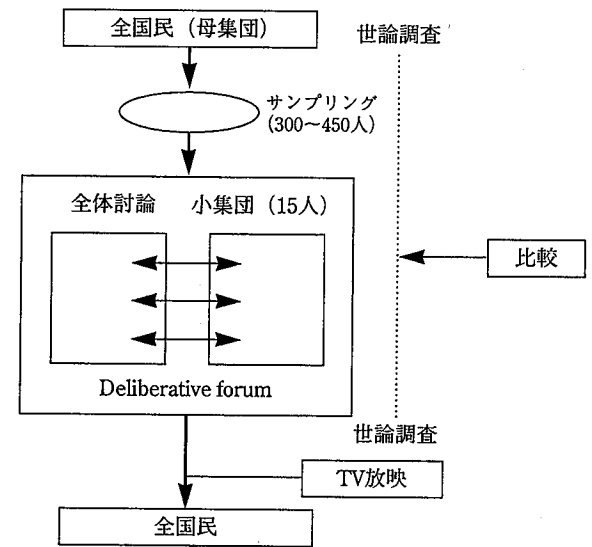 全国民（母集団）
世論調査
サンプリング
(300〜450人)
全体討論　小集団（15人）
比較
Deliberative forum
世論調査
TV放映
全国民